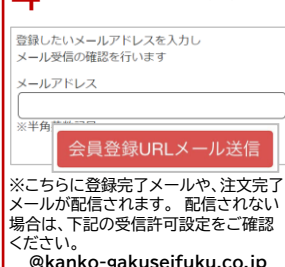 登録したいメールアドレスを入力し
メール受信の確認を行います
メールアドレス
※半角
会員登録URLメール送信
※こちらに登録完了メールや、注文完了
メールが配信されます。 配信されない
場合は、下記の受信許可設定をご確認
ください。
@kanko-gakuseifuku.co.jp